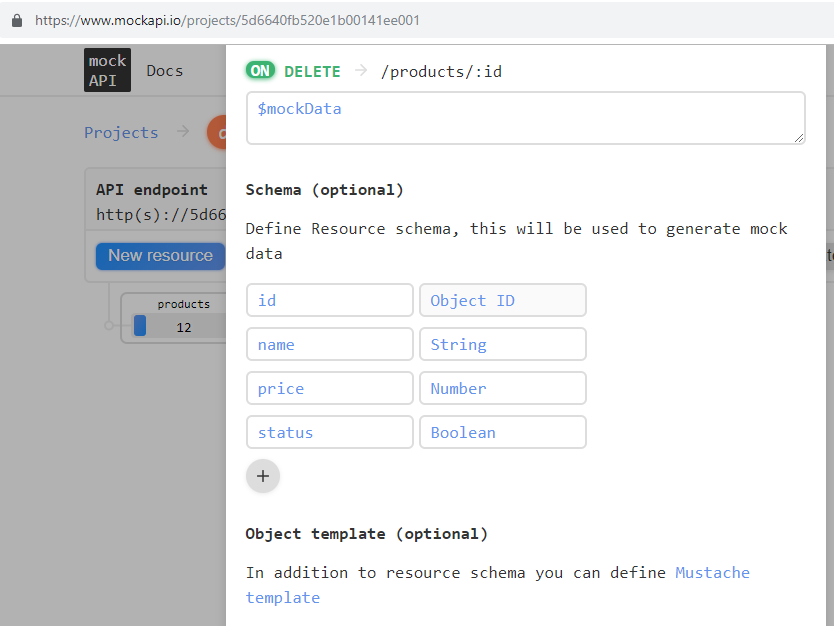 https://www.mockapi.io/projects/5d6640fb520e1b00141ee001
mock
API
Docs
Projects
API endpoint
http(s)://5d66
New resource
products
12
ON DELETE /products/:id
$mockData
Schema (optional)
Define Resource schema, this will be used to generate mock
data
id Object ID
name String
price Number
status Boolean
+
Object template (optional)
In addition to resource schema you can define Mustache
template